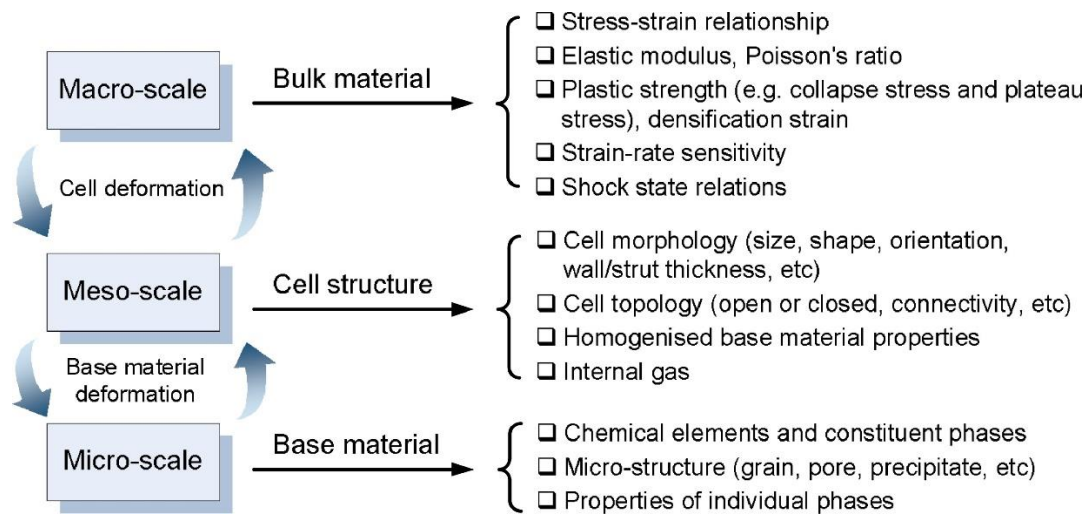 Macro-scale
Bulk material
❑ Stress-strain relationship
❑ Elastic modulus, Poisson's ratio
❑ Plastic strength (e.g. collapse stress and plateau
stress), densification strain
❑ Strain-rate sensitivity
❑ Shock state relations
Cell deformation
Meso-scale
Cell structure
❑ Cell morphology (size, shape, orientation,
wall/strut thickness, etc)
❑ Cell topology (open or closed, connectivity, etc)
❑ Homogenised base material properties
❑ Internal gas
Base material
deformation
Micro-scale
Base material
❑ Chemical elements and constituent phases
❑ Micro-structure (grain, pore, precipitate, etc)
❑ Properties of individual phases